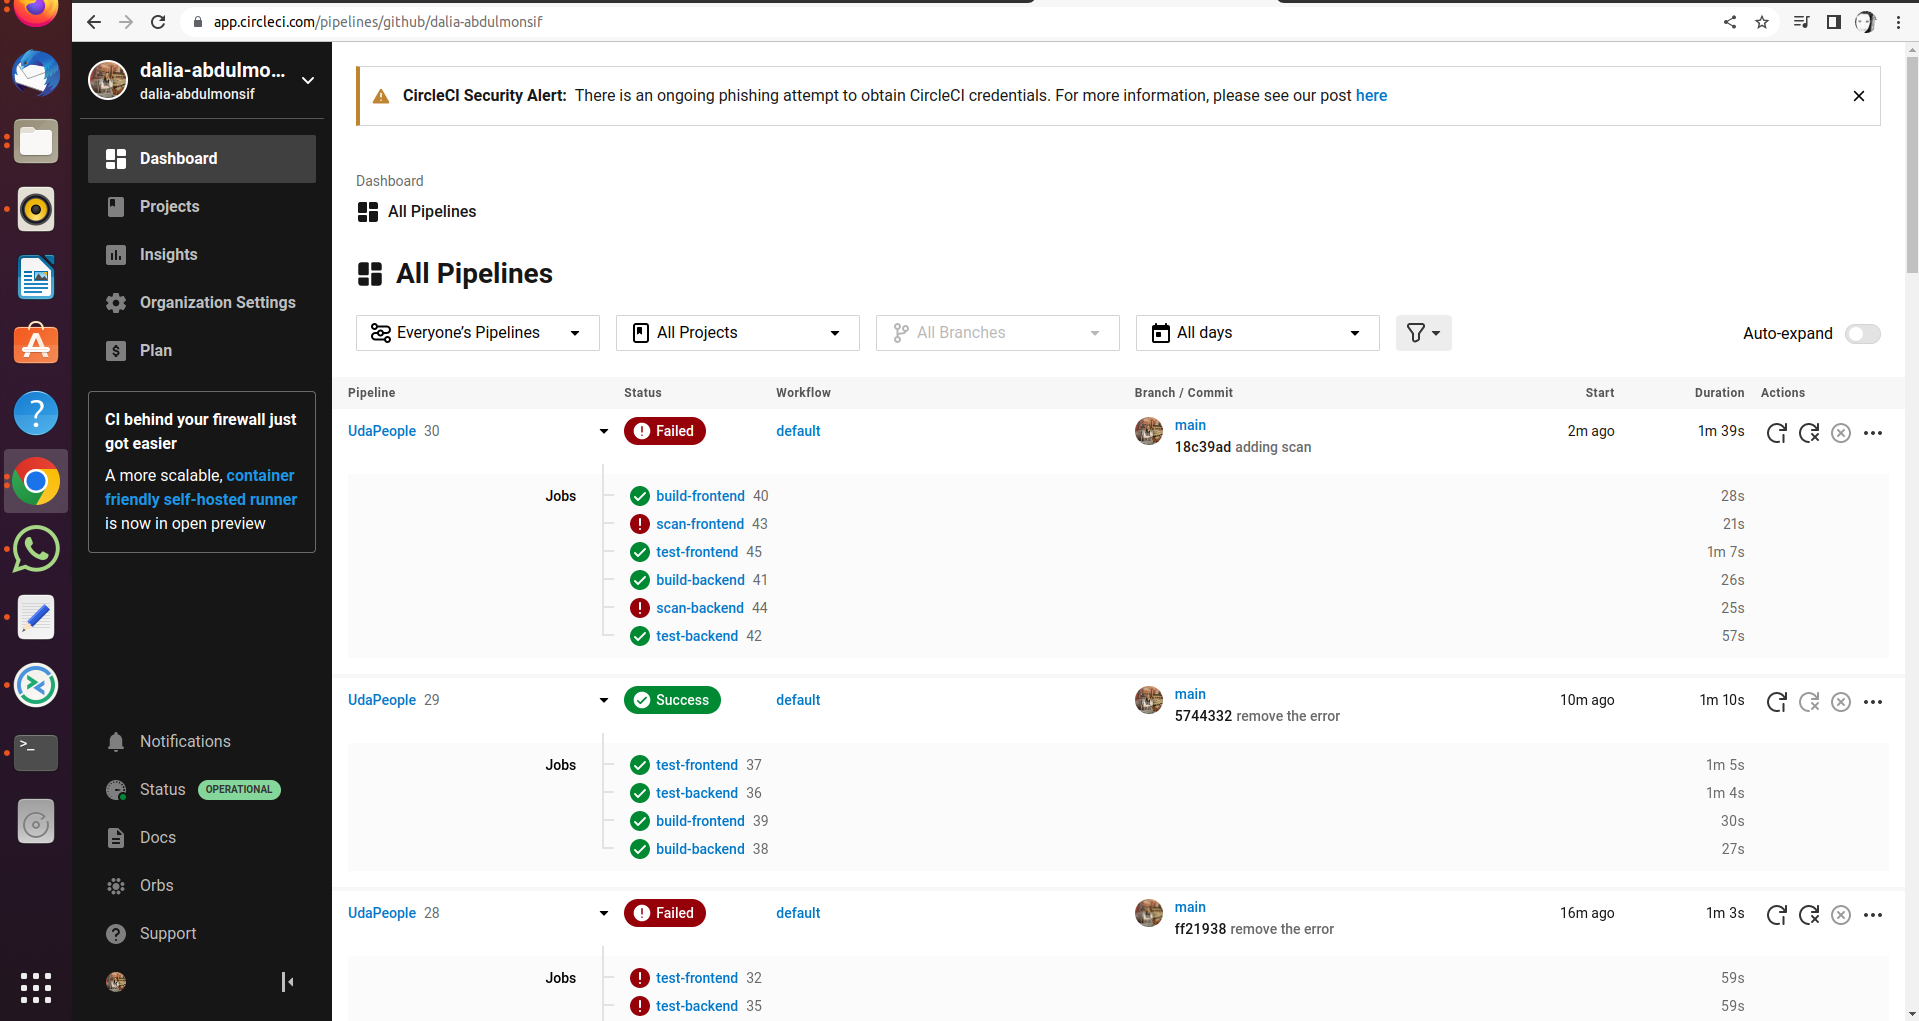 app.circleci.com/pipelines/github/dalia-abdulmonsif
dalia-abdulmo...
dalia-abdulmonsif
Dashboard
Projects
Insights
Organization Settings
Plan
CI behind your firewall just
got easier
A more scalable, container
friendly self-hosted runner
is now in open preview
Notifications
Status OPERATIONAL
Docs
Orbs
Support
CircleCI Security Alert: There is an ongoing phishing attempt to obtain CircleCI credentials. For more information, please see our post here
Dashboard
All Pipelines
All Pipelines
Everyone's Pipelines All Projects All Branches All days Auto-expand
Pipeline Status Workflow Branch / Commit Start Duration Actions
UdaPeople 30 Failed default main 2m ago 1m 39s
18c39ad adding scan
Jobs build-frontend 40 28s
scan-frontend 43 21s
test-frontend 45 1m 7s
build-backend 41 26s
scan-backend 44 25s
test-backend 42 57s
UdaPeople 29 Success default main 10m ago 1m 10s
5744332 remove the error
Jobs test-frontend 37 1m 5s
test-backend 36 1m 4s
build-frontend 39 30s
build-backend 38 27s
UdaPeople 28 Failed default main 16m ago 1m 3s
ff21938 remove the error
Jobs test-frontend 32 59s
test-backend 35 59s